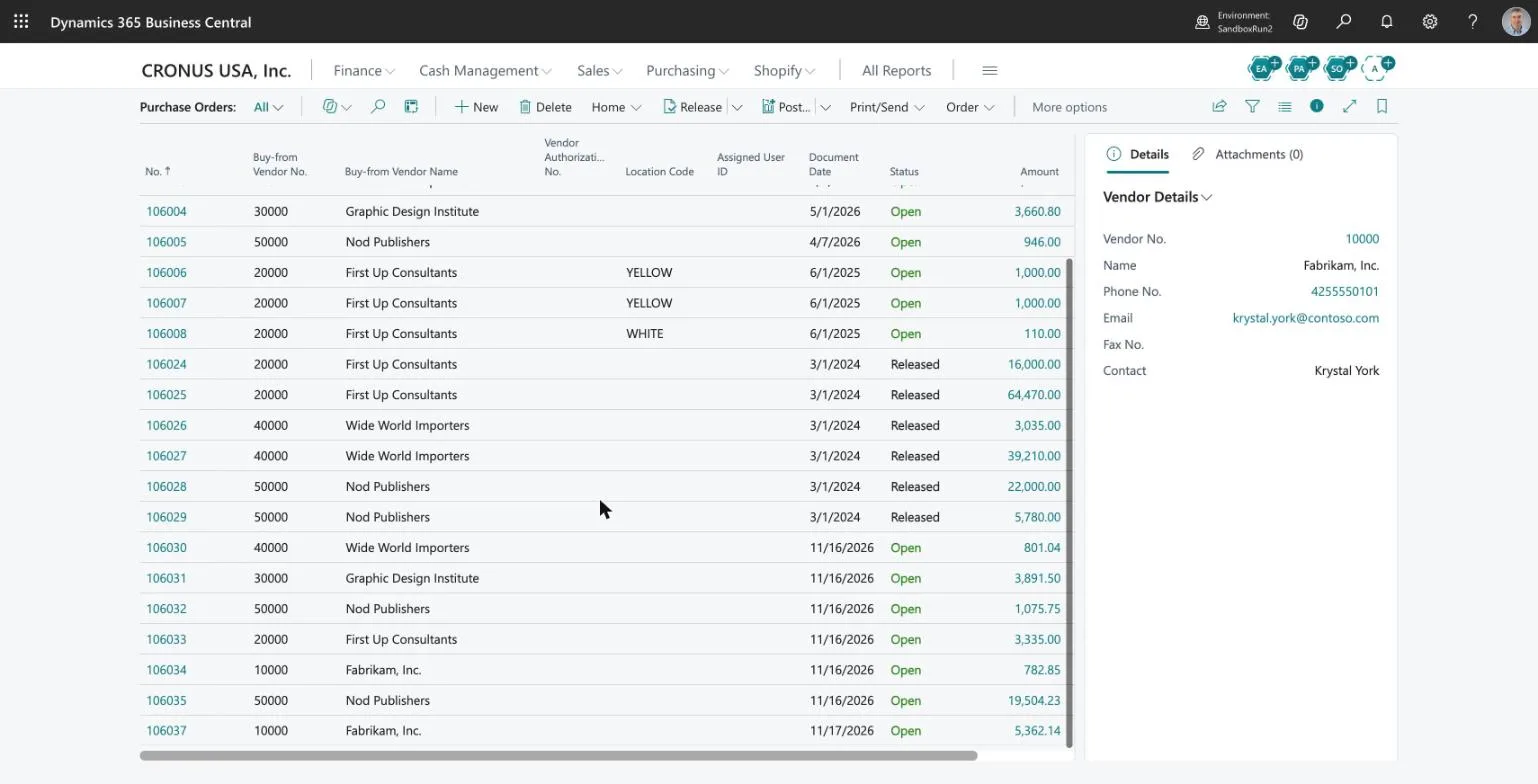 Dynamics 365 Business Central
Environment:
SandboxRun2
CRONUS USA, Inc.
Finance Cash Management Sales Purchasing Shopify All Reports
EA PA SO A
Purchase Orders: All New Delete Home Release Post... Print/Send Order More options
No. ↑ Buy-from Vendor No. Buy-from Vendor Name Vendor Authorizati... No. Location Code Assigned User ID Document Date Status Amount
106004 30000 Graphic Design Institute 5/1/2026 Open 3,660.80
106005 50000 Nod Publishers 4/7/2026 Open 946.00
106006 20000 First Up Consultants YELLOW 6/1/2025 Open 1,000.00
106007 20000 First Up Consultants YELLOW 6/1/2025 Open 1,000.00
106008 20000 First Up Consultants WHITE 6/1/2025 Open 110.00
106024 20000 First Up Consultants 3/1/2024 Released 16,000.00
106025 20000 First Up Consultants 3/1/2024 Released 64,470.00
106026 40000 Wide World Importers 3/1/2024 Released 3,035.00
106027 40000 Wide World Importers 3/1/2024 Released 39,210.00
106028 50000 Nod Publishers 3/1/2024 Released 22,000.00
106029 50000 Nod Publishers 3/1/2024 Released 5,780.00
106030 40000 Wide World Importers 11/16/2026 Open 801.04
106031 30000 Graphic Design Institute 11/16/2026 Open 3,891.50
106032 50000 Nod Publishers 11/16/2026 Open 1,075.75
106033 20000 First Up Consultants 11/16/2026 Open 3,335.00
106034 10000 Fabrikam, Inc. 11/16/2026 Open 782.85
106035 50000 Nod Publishers 11/16/2026 Open 19,504.23
106037 10000 Fabrikam, Inc. 11/17/2026 Open 5,362.14
Details Attachments (0)
Vendor Details
Vendor No. 10000
Name Fabrikam, Inc.
Phone No. 4255550101
Email krystal.york@contoso.com
Fax No.
Contact Krystal York